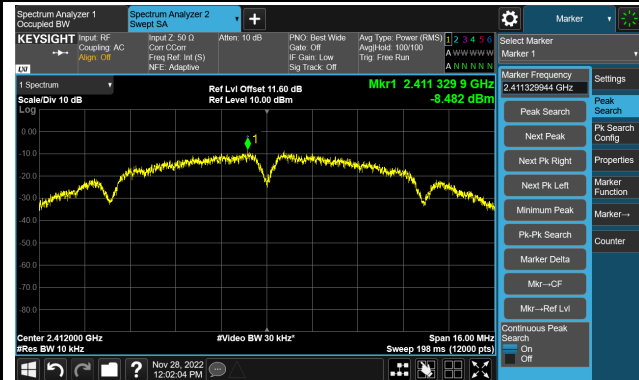 Spectrum Analyzer 1
Occupied BW
Spectrum Analyzer 2
Swept SA
Marker
KEYSIGHT
Input: RF
Coupling: AC
Align: Off
Input Z: 50 Ω
Corr CCorr
Freq Ref: Int (S)
NFE: Adaptive
Atten: 10 dB
PNO: Best Wide
Gate: Off
IF Gain: Low
Sig Track: Off
Avg Type: Power (RMS)
Avg|Hold: 100/100
Trig: Free Run
1 2 3 4 5 6
A W W W W W
A N N N N N
LXI
Select Marker
Marker 1
1 Spectrum
Scale/Div 10 dB
Log
Ref Lvl Offset 11.60 dB
Ref Level 10.00 dBm
Mkr1 2.411 329 9 GHz
-8.482 dBm
1
0.00
-10.0
-20.0
-30.0
-40.0
-50.0
-60.0
-70.0
-80.0
Center 2.412000 GHz
#Res BW 10 kHz
#Video BW 30 kHz*
Span 16.00 MHz
Sweep 198 ms (12000 pts)
Marker Frequency
2.411329944 GHz
Peak Search
Next Peak
Next Pk Right
Next Pk Left
Minimum Peak
Pk-Pk Search
Marker Delta
Mkr→CF
Mkr→Ref Lvl
Continuous Peak
Search
On
Off
Settings
Peak
Search
Pk Search
Config
Properties
Marker
Function
Marker→
Counter
Nov 28, 2022
12:02:04 PM